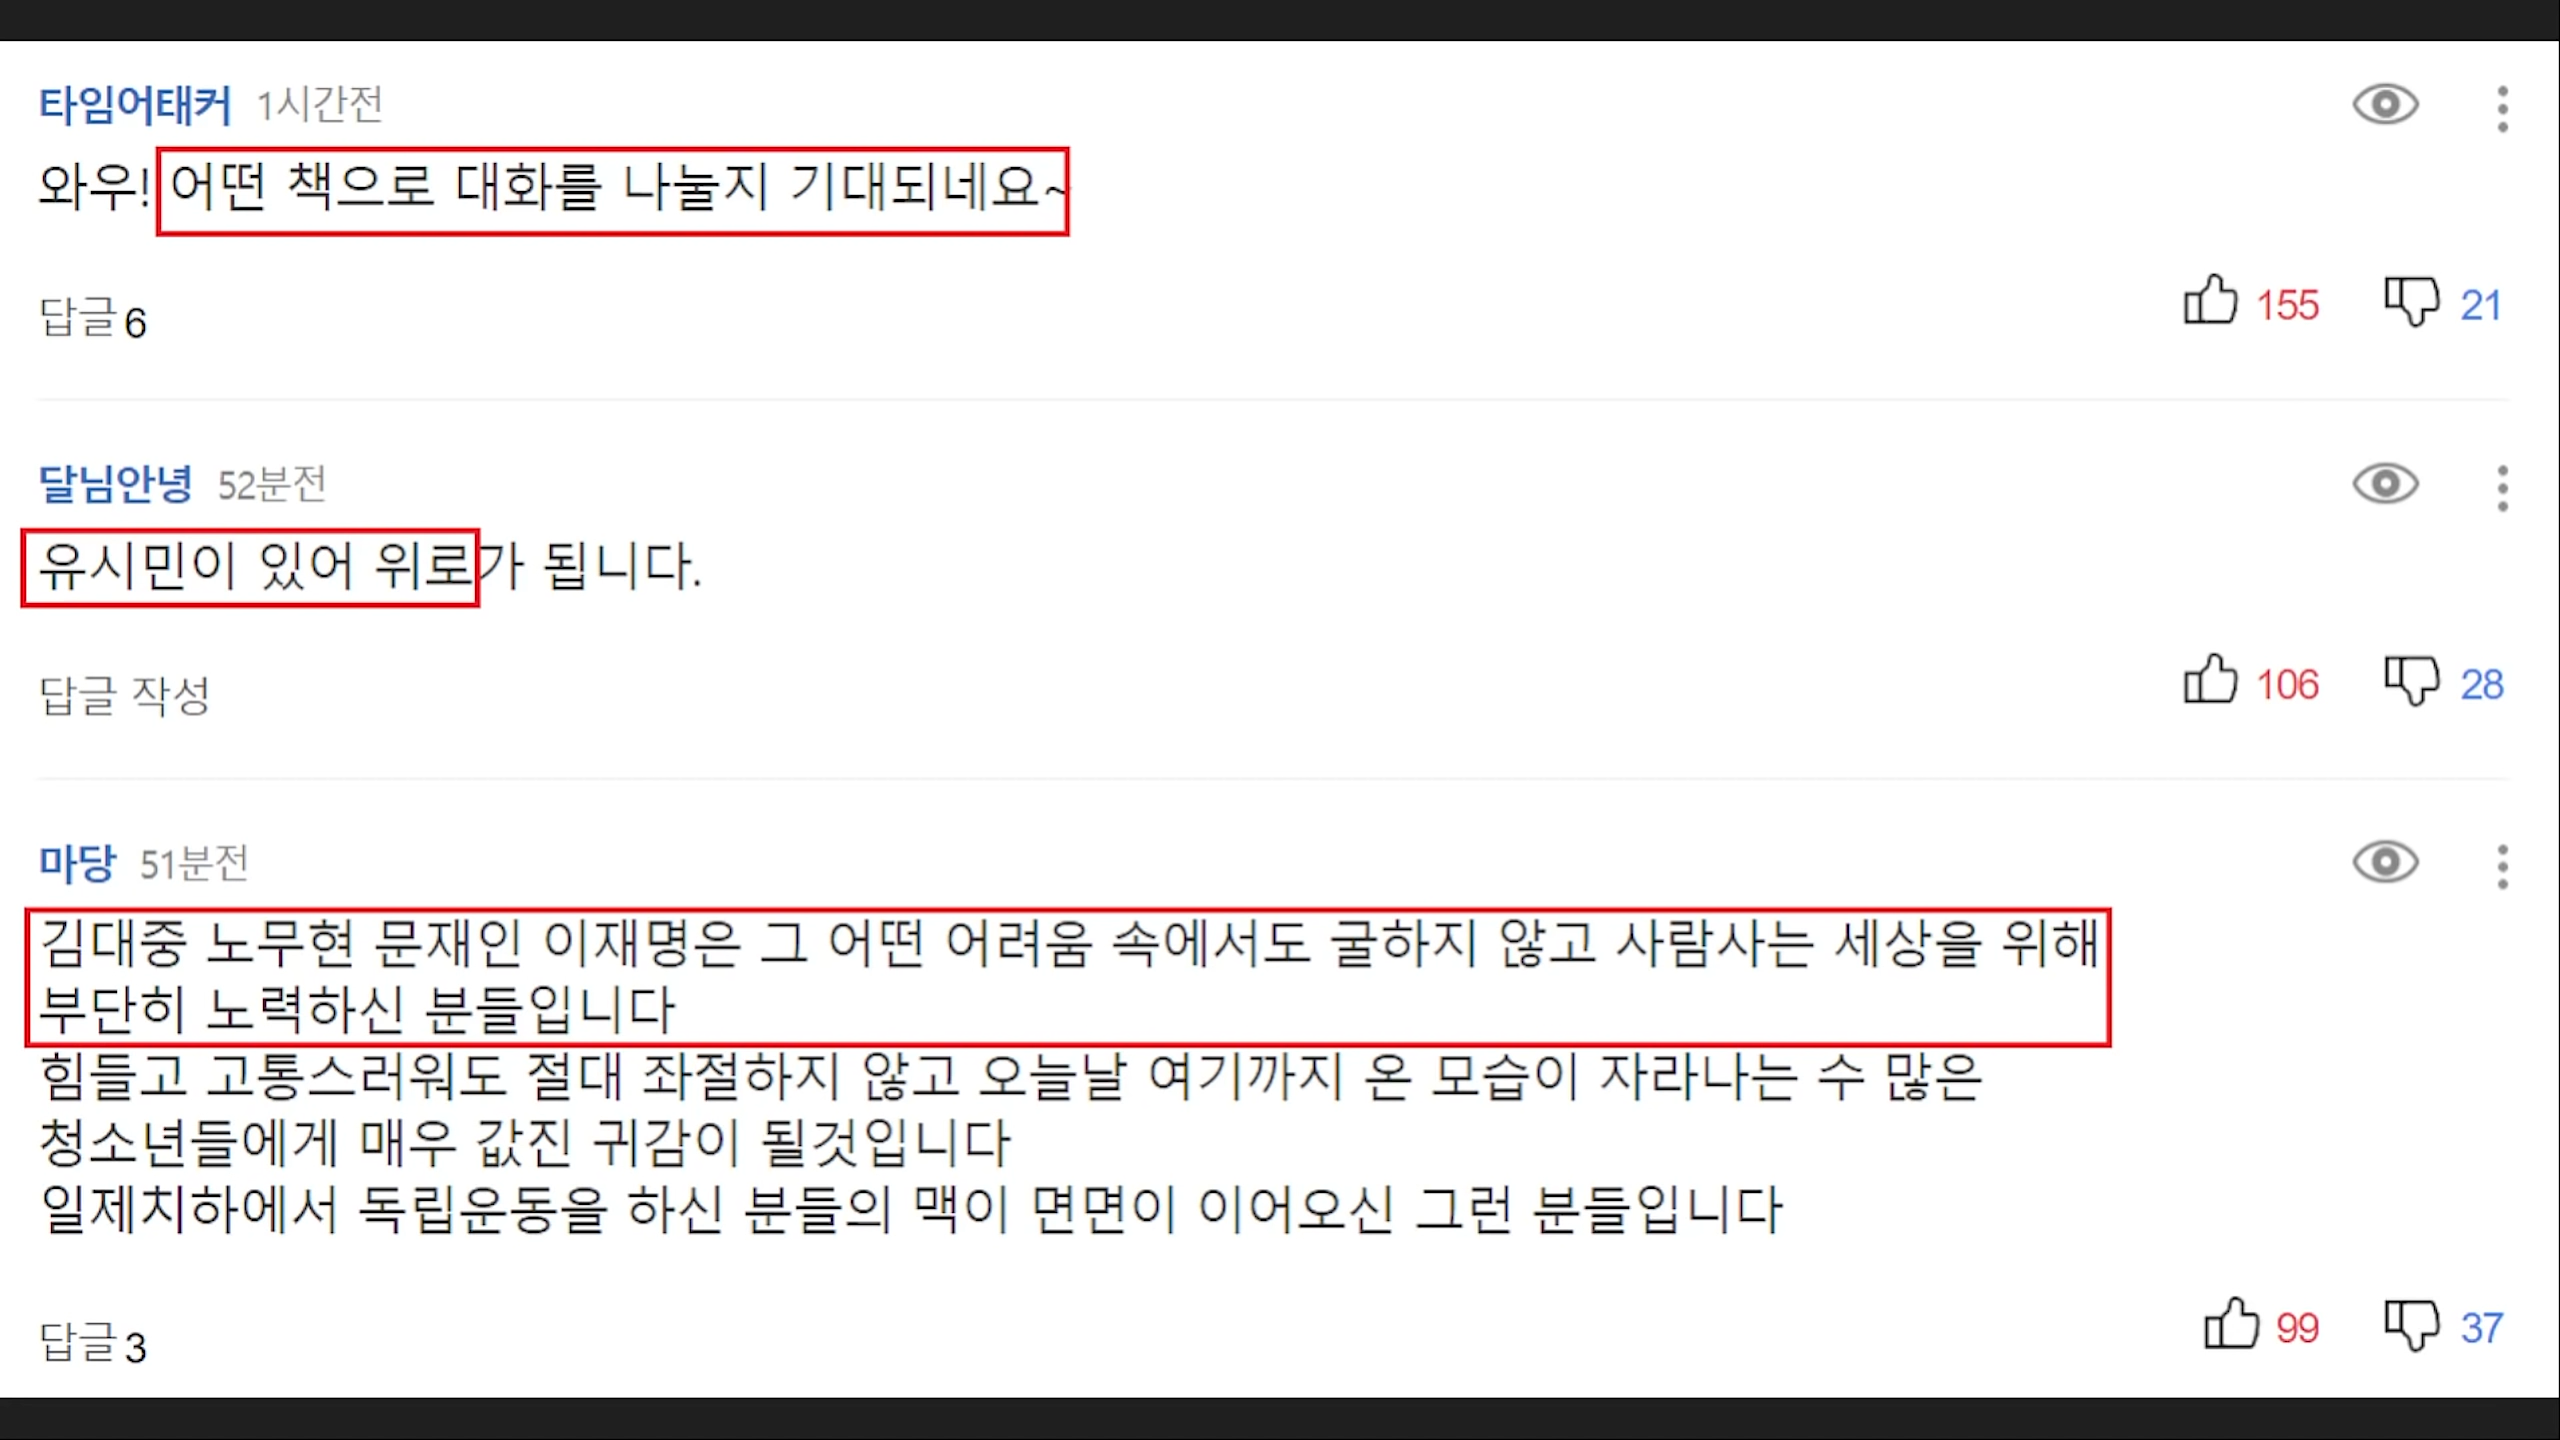 타임어태커 1시간전
와우! 어떤 책으로 대화를 나눌지 기대되네요~
답글 6
155 21
달님안녕 52분전
유시민이 있어 위로가 됩니다.
답글 작성
106 28
마당 51분전
김대중 노무현 문재인 이재명은 그 어떤 어려움 속에서도 굴하지 않고 사람사는 세상을 위해
부단히 노력하신 분들입니다
힘들고 고통스러워도 절대 좌절하지 않고 오늘날 여기까지 온 모습이 자라나는 수 많은
청소년들에게 매우 값진 귀감이 될것입니다
일제치하에서 독립운동을 하신 분들의 맥이 면면이 이어오신 그런 분들입니다
답글 3
99 37